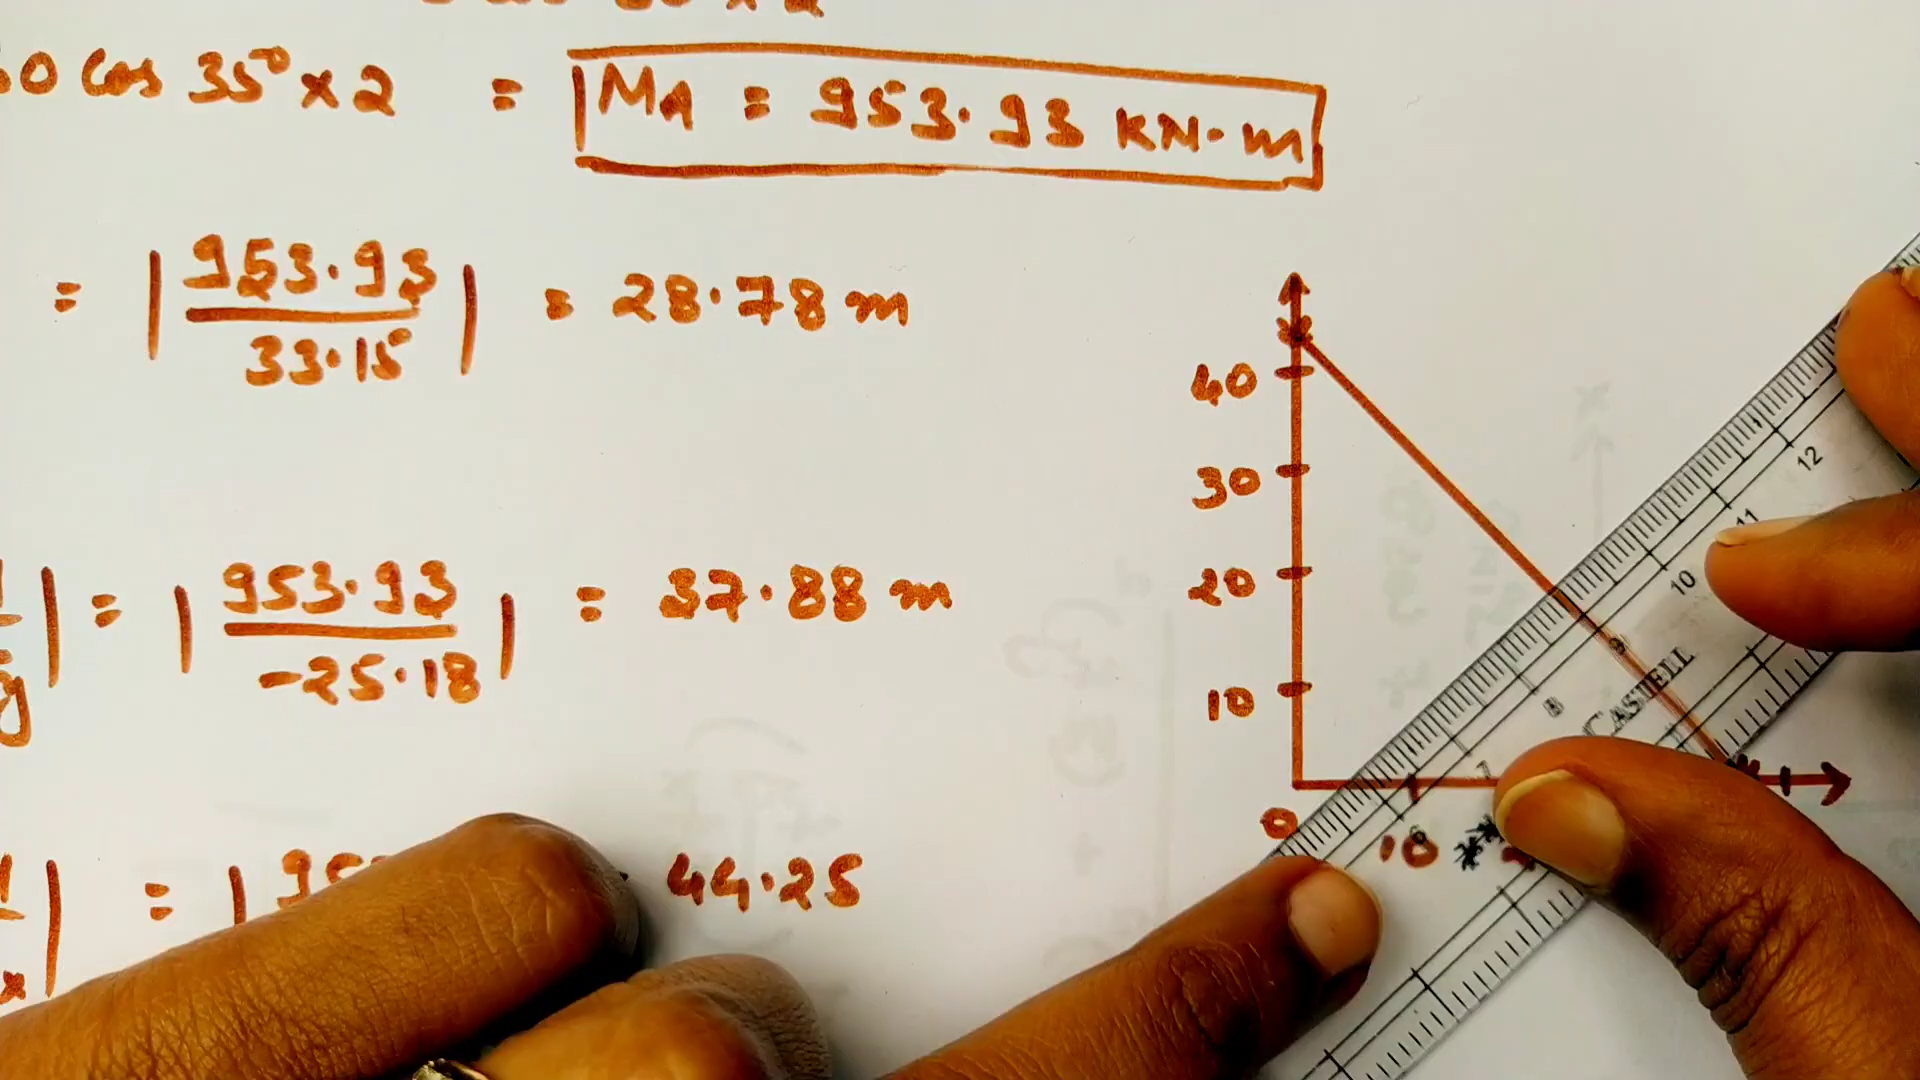 0 Cos 35° × 2 = MA = 953.93 KN.m
= | 953.93 / 33.15 | = 28.78 m
| = | 953.93 / -25.18 | = 37.88 m
| = | 95 44.25
40
30
20
10
0
10
7
8
9
10
11
12
CASTELL